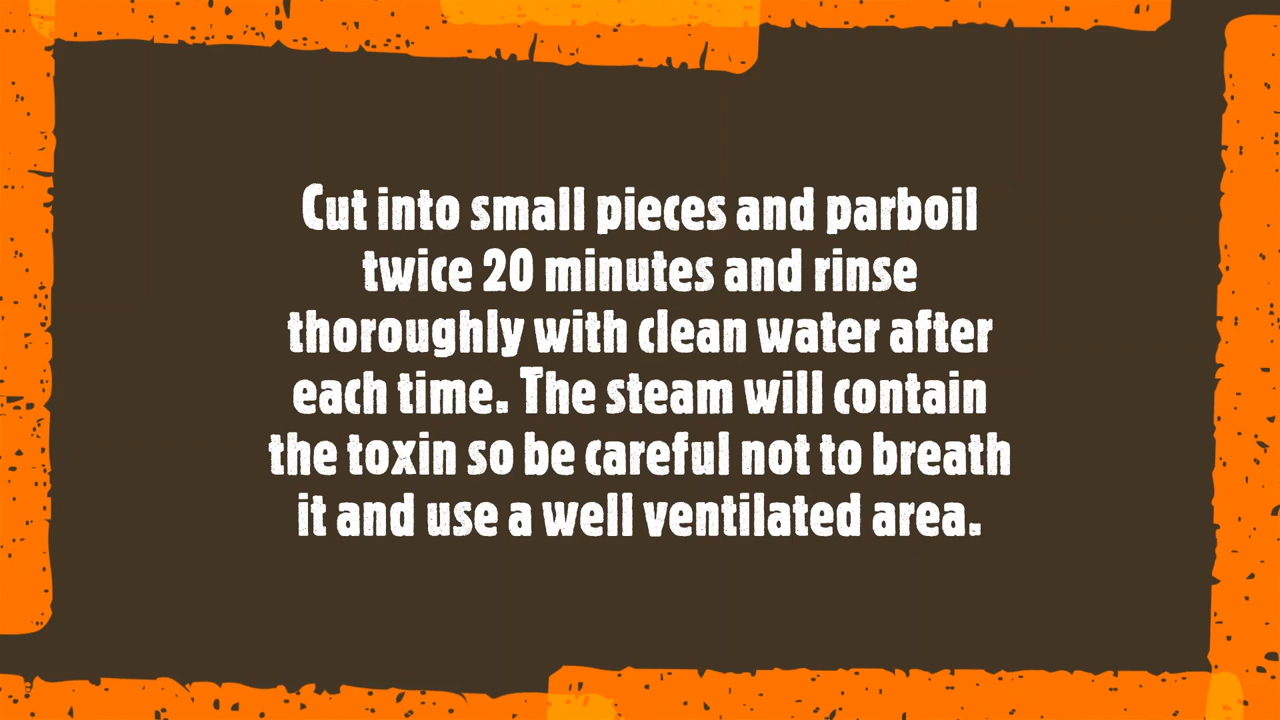 Cut into small pieces and parboil
twice 20 minutes and rinse
thoroughly with clean water after
each time. The steam will contain
the toxin so be careful not to breath
it and use a well ventilated area.